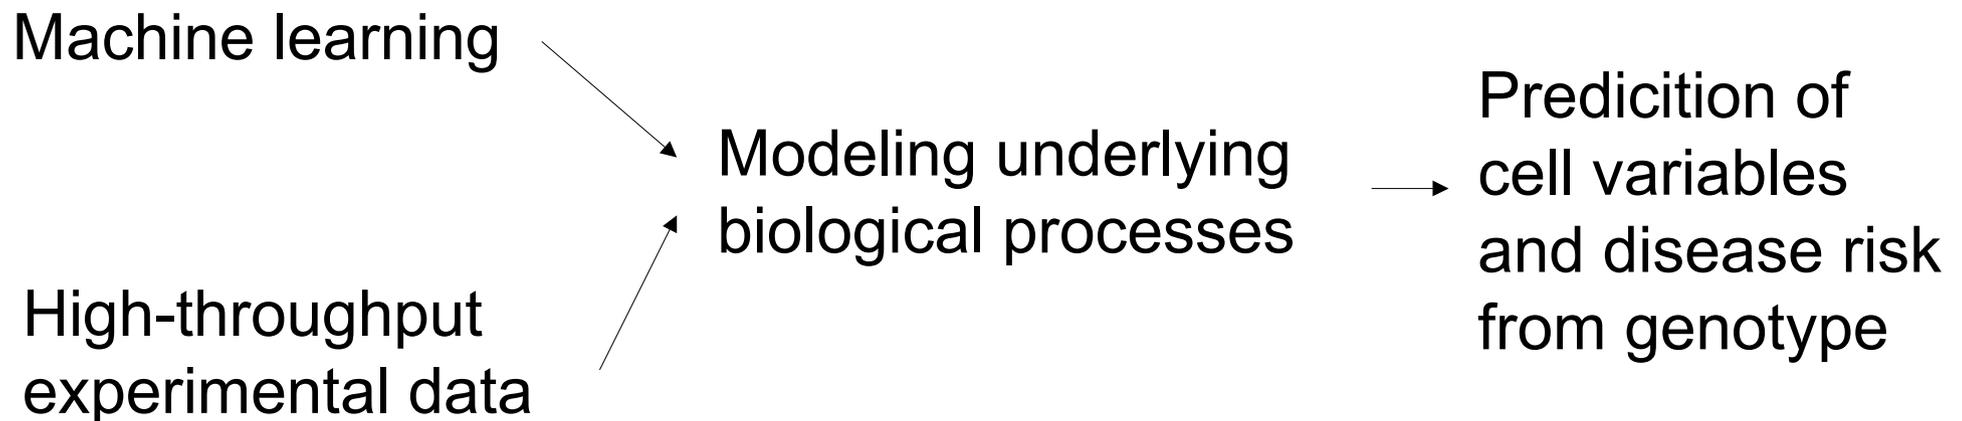 Machine learning
High-throughput
experimental data
Modeling underlying
biological processes
Predicition of
cell variables
and disease risk
from genotype